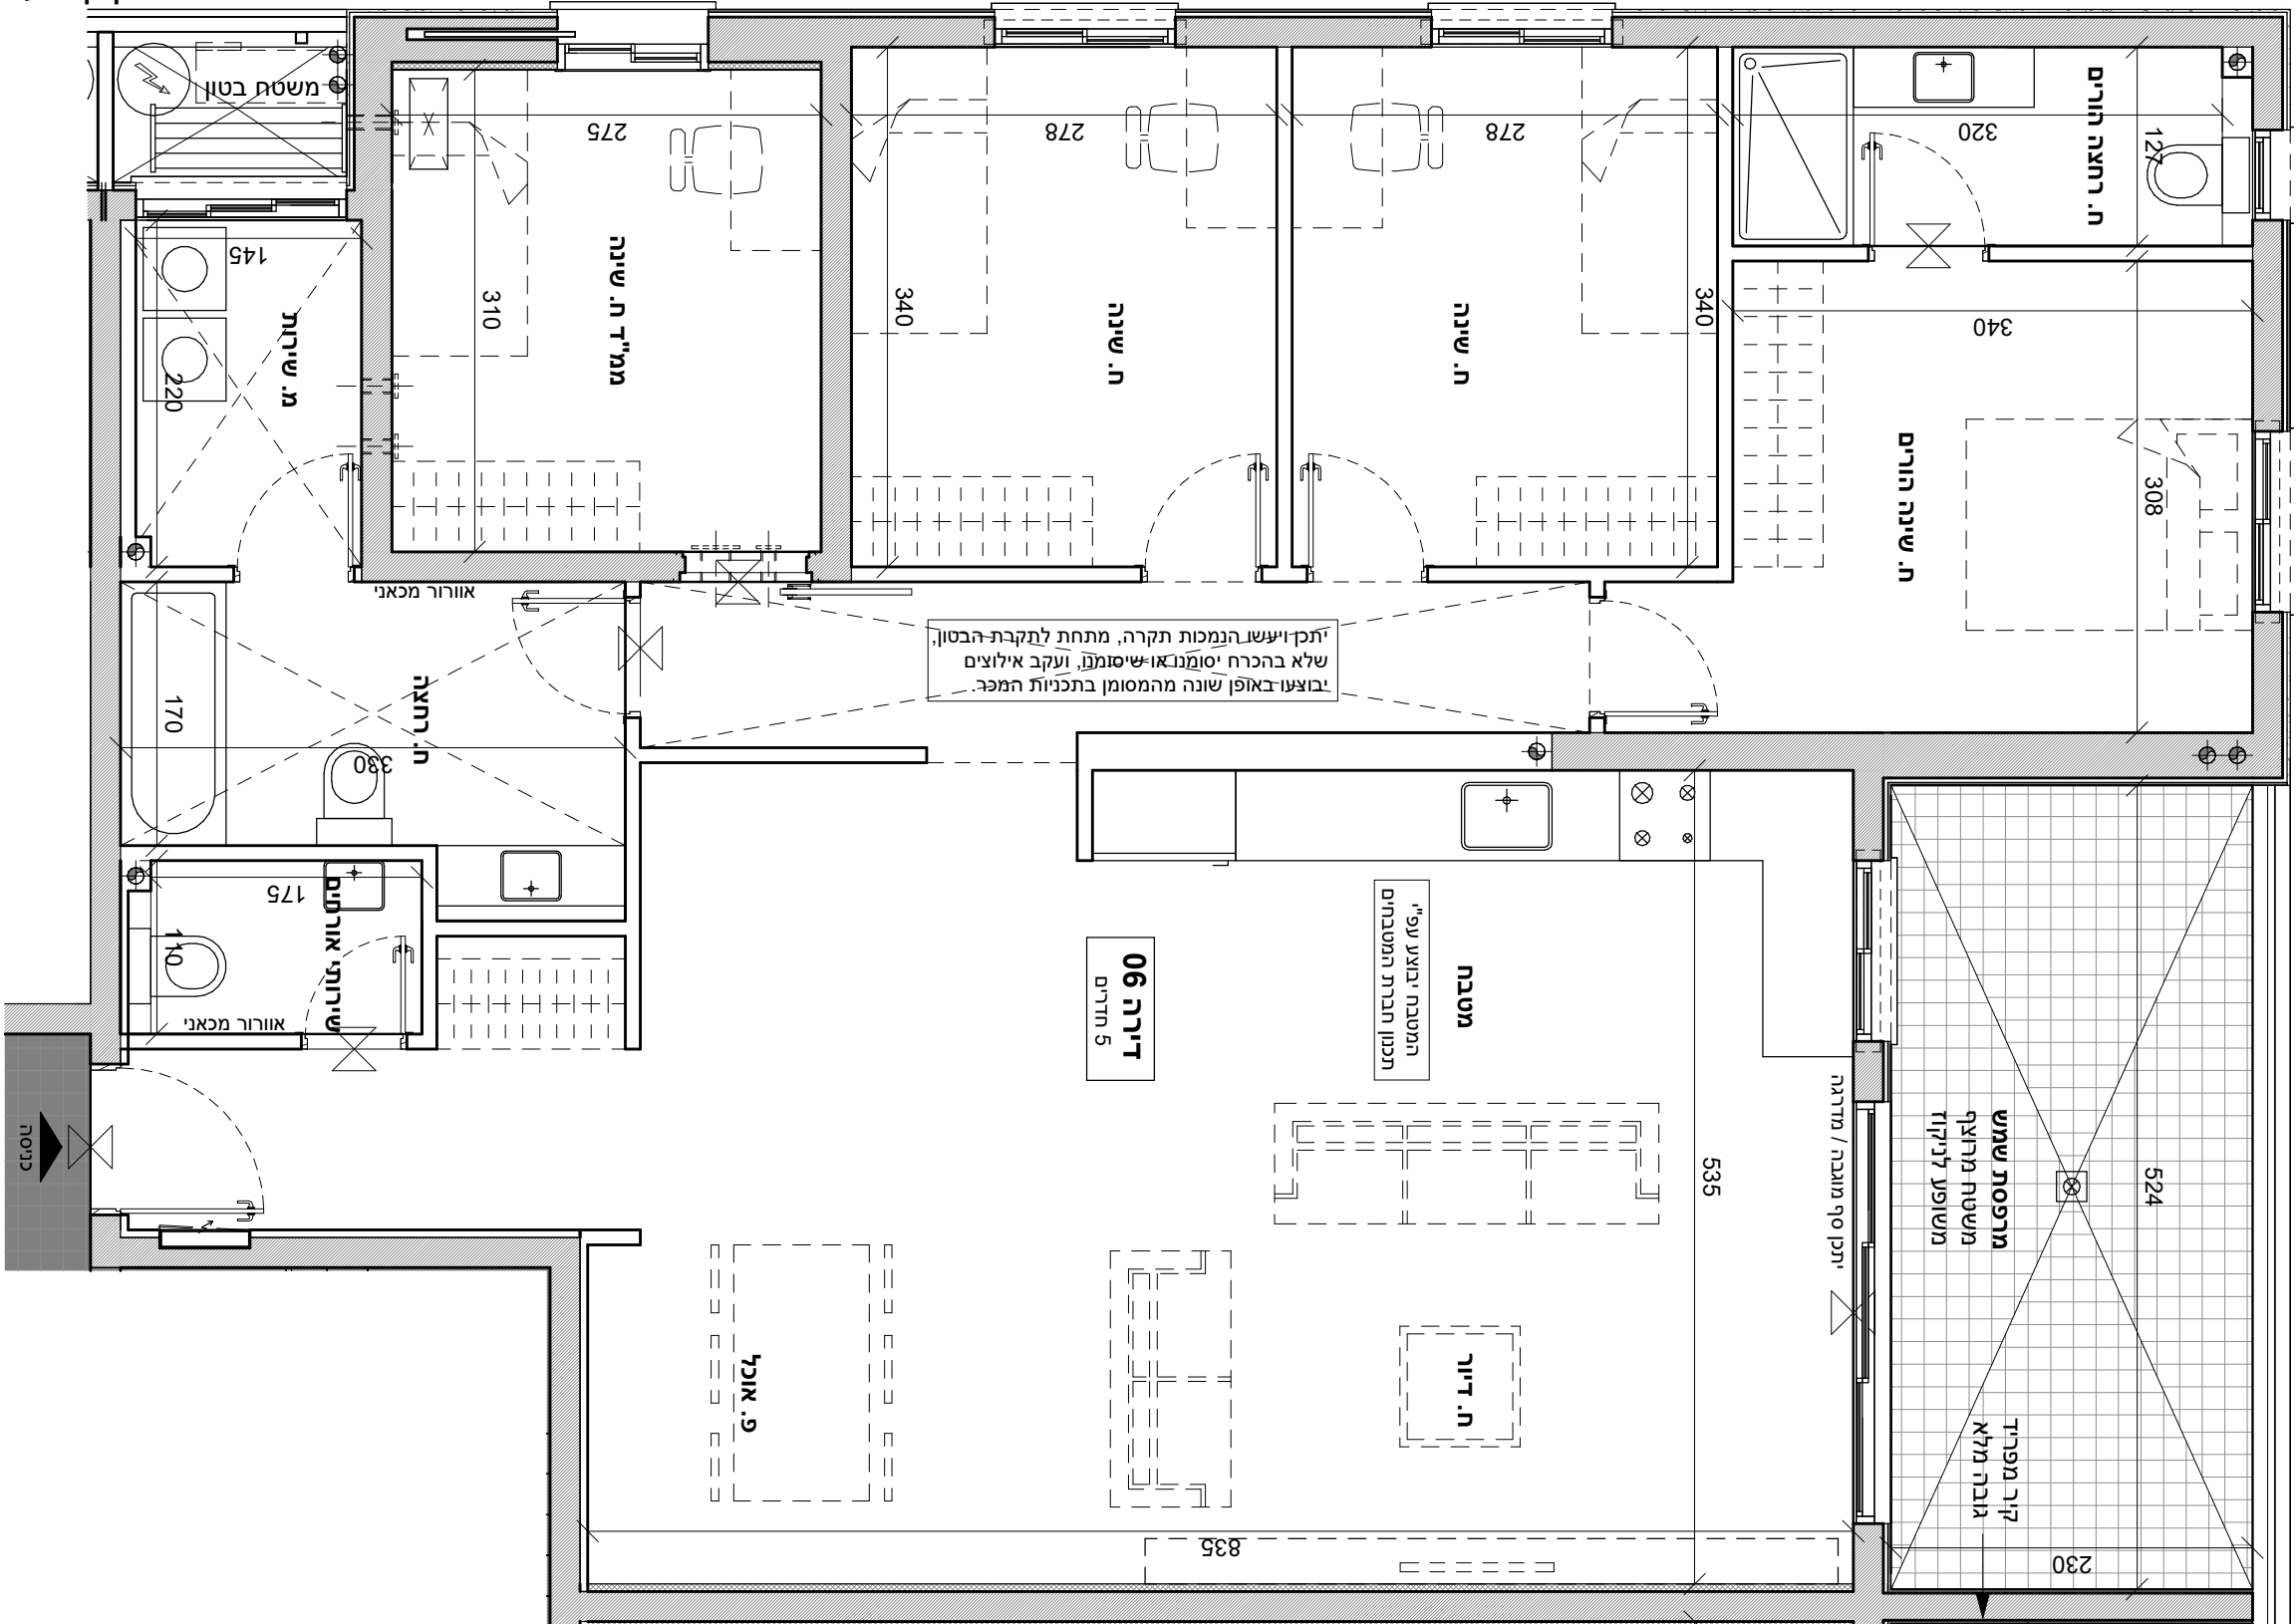 משטח בטון
275
278
278
320
127
ח. רחצה הורים
145
220
מ. שירות
310
ממ"ד ח. שינה
340
ח. שינה
ח. שינה
340
340
308
ח. שינה הורים
אוורור מכאני
יתכן ויעשו הנמכות תקרה, מתחת לתקרת הבטון,
שלא בהכרח יסומנו או שיסומנו, ועקב אילוצים
יבוצעו באופן שונה מהמסומן בתכניות המכר.
170
330
ח. רחצה
175
110
שירותי אורחים
אוורור מכאני
דירה 06
5 חדרים
המטבח יבוצע עפ"י
תכנון חברת המטבחים
מטבח
כניסה
535
יתכן סף מוגבה / מדרגה
מרפסת שמש
משטח מרוצף
משופע לניקוז
524
פ. אוכל
ח. דיור
קיר מפריד
גובה מלא
835
230